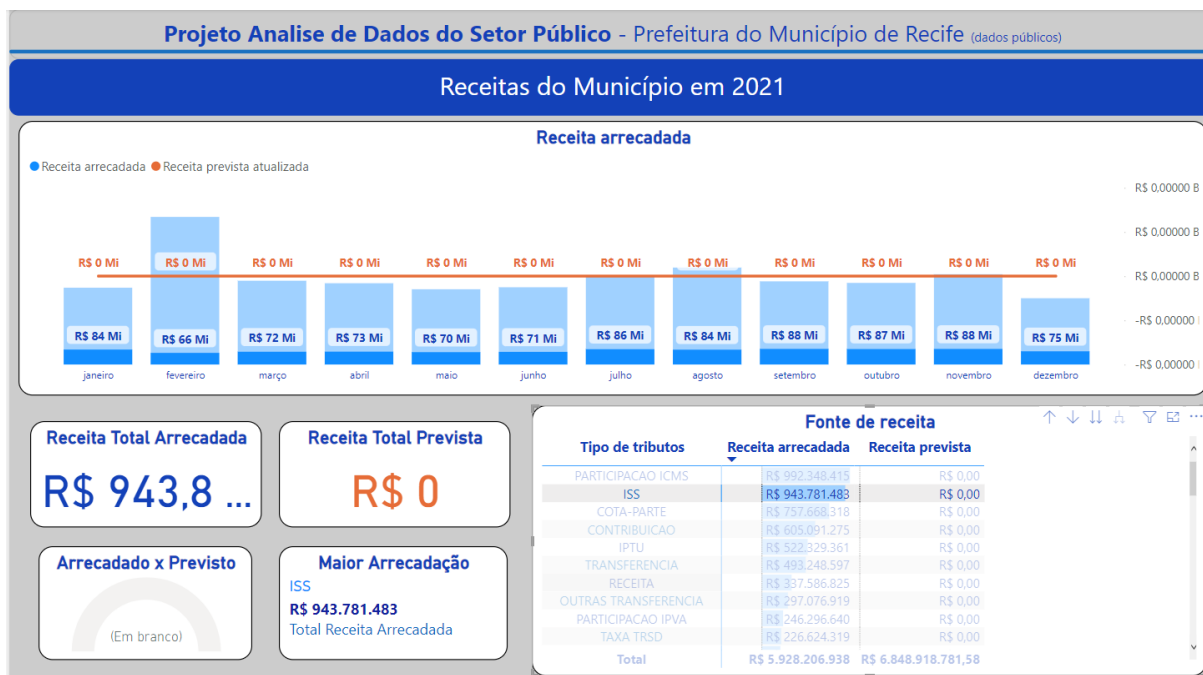 Projeto Analise de Dados do Setor Público - Prefeitura do Município de Recife (dados públicos)
Receitas do Município em 2021
Receita arrecadada
Receita arrecadada Receita prevista atualizada
R$ 0,00000 B
R$ 0,00000 B
R$ 0,00000 B
-R$ 0,00000
-R$ 0,00000
R$ 0 Mi R$ 0 Mi R$ 0 Mi R$ 0 Mi R$ 0 Mi R$ 0 Mi R$ 0 Mi R$ 0 Mi R$ 0 Mi R$ 0 Mi R$ 0 Mi R$ 0 Mi
R$ 84 Mi R$ 66 Mi R$ 72 Mi R$ 73 Mi R$ 70 Mi R$ 71 Mi R$ 86 Mi R$ 84 Mi R$ 88 Mi R$ 87 Mi R$ 88 Mi R$ 75 Mi
janeiro fevereiro março abril maio junho julho agosto setembro outubro novembro dezembro
Receita Total Arrecadada
R$ 943,8 ...
Receita Total Prevista
R$ 0
Arrecadado x Previsto
(Em branco)
Maior Arrecadação
ISS
R$ 943.781.483
Total Receita Arrecadada
Fonte de receita
Tipo de tributos Receita arrecadada Receita prevista
PARTICIPACAO ICMS R$ 992.348.415 R$ 0,00
ISS R$ 943.781.483 R$ 0,00
COTA-PARTE R$ 757.668.318 R$ 0,00
CONTRIBUICAO R$ 605.091.275 R$ 0,00
IPTU R$ 522.329.361 R$ 0,00
TRANSFERENCIA R$ 493.248.597 R$ 0,00
RECEITA R$ 337.586.825 R$ 0,00
OUTRAS TRANSFERENCIA R$ 297.076.919 R$ 0,00
PARTICIPACAO IPVA R$ 246.296.640 R$ 0,00
TAXA TRSD R$ 226.624.319 R$ 0,00
Total R$ 5.928.206.938 R$ 6.848.918.781,58